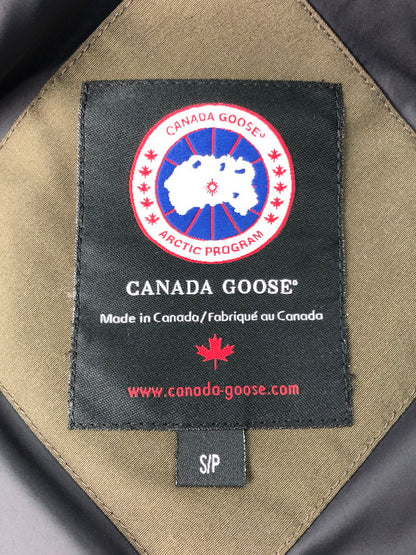 CANADA GOOSE®
ARCTIC PROGRAM
CANADA GOOSE®
Made in Canada/Fabriqué au Canada
www.canada-goose.com
S/P